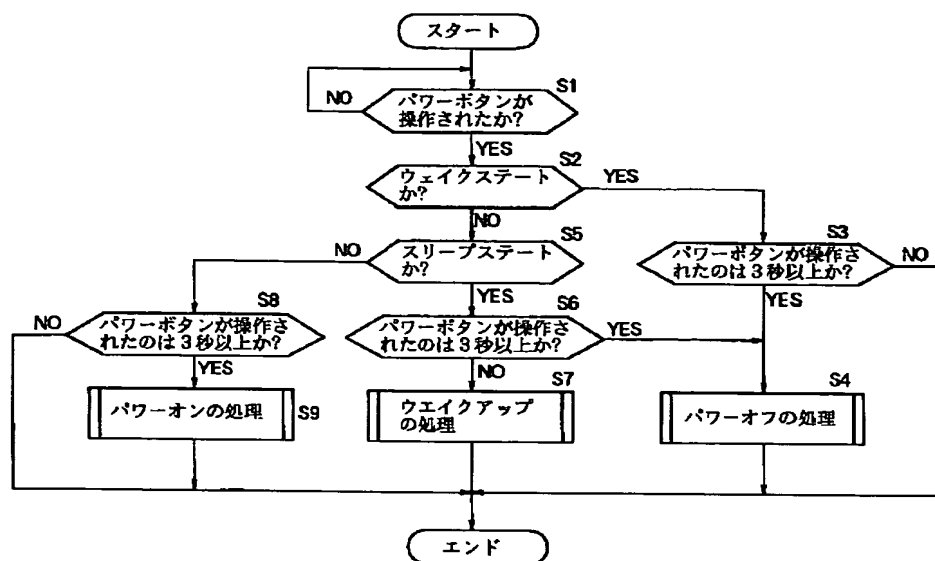 スタート
S1
NO
パワーボタンが
操作されたか?
YES
S2
ウェイクステート
か?
YES
NO
S5
スリープステート
か?
NO
YES
S3
パワーボタンが操作さ
れたのは3秒以上か?
NO
YES
S8
NO
パワーボタンが操作さ
れたのは3秒以上か?
YES
S6
パワーボタンが操作さ
れたのは3秒以上か?
YES
NO
パワーオンの処理
S9
S7
ウエイクアップ
の処理
S4
パワーオフの処理
エンド